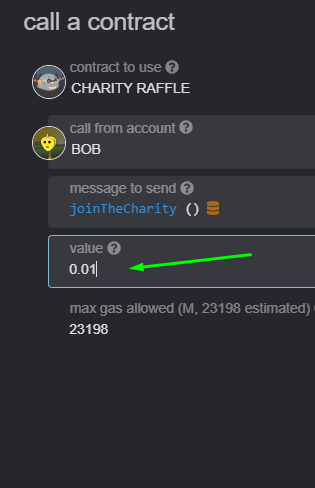 call a contract
contract to use ?
CHARITY RAFFLE
call from account ?
BOB
message to send ?
joinTheCharity ()
value ?
0.01
max gas allowed (M, 23198 estimated)
23198